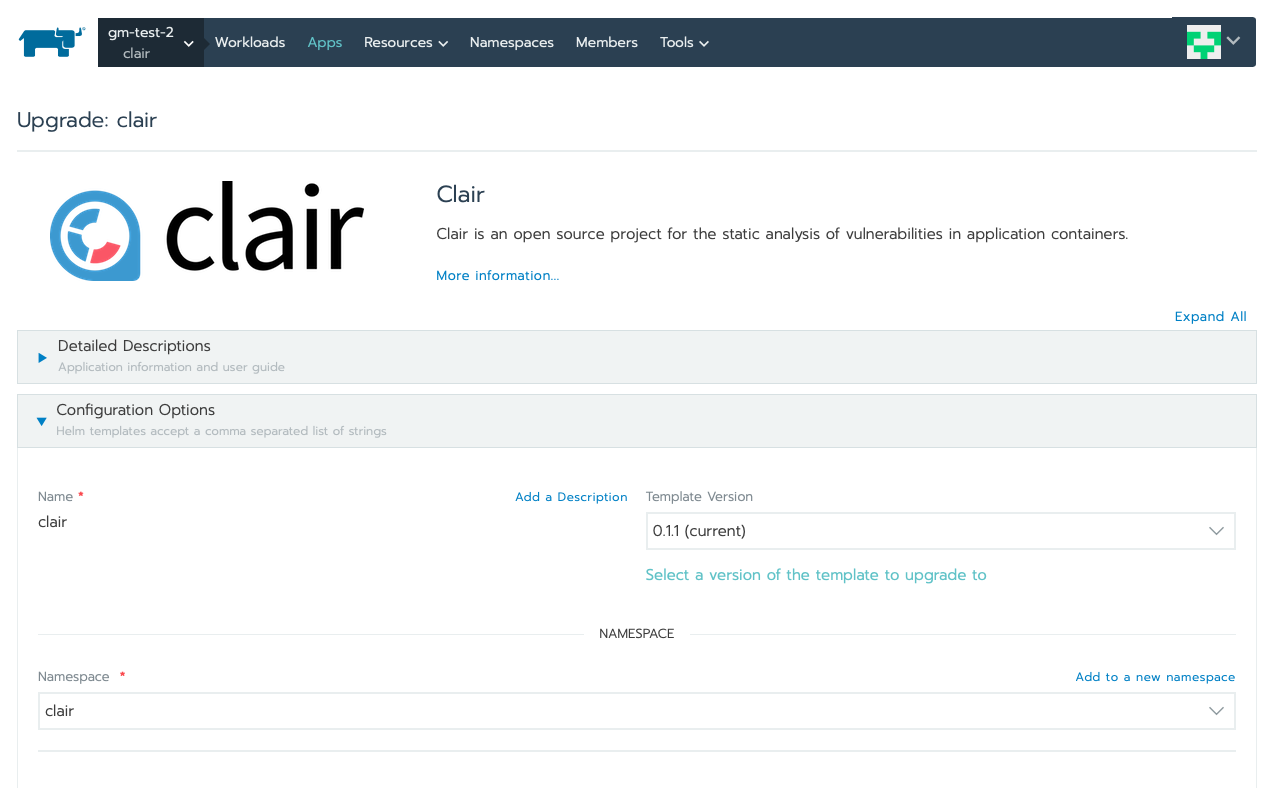 gm-test-2
clair
Workloads
Apps
Resources
Namespaces
Members
Tools
Upgrade: clair
clair
Clair
Clair is an open source project for the static analysis of vulnerabilities in application containers.
More information...
Expand All
Detailed Descriptions
Application information and user guide
Configuration Options
Helm templates accept a comma separated list of strings
Name *
Add a Description
clair
Template Version
0.1.1 (current)
Select a version of the template to upgrade to
NAMESPACE
Namespace *
Add to a new namespace
clair